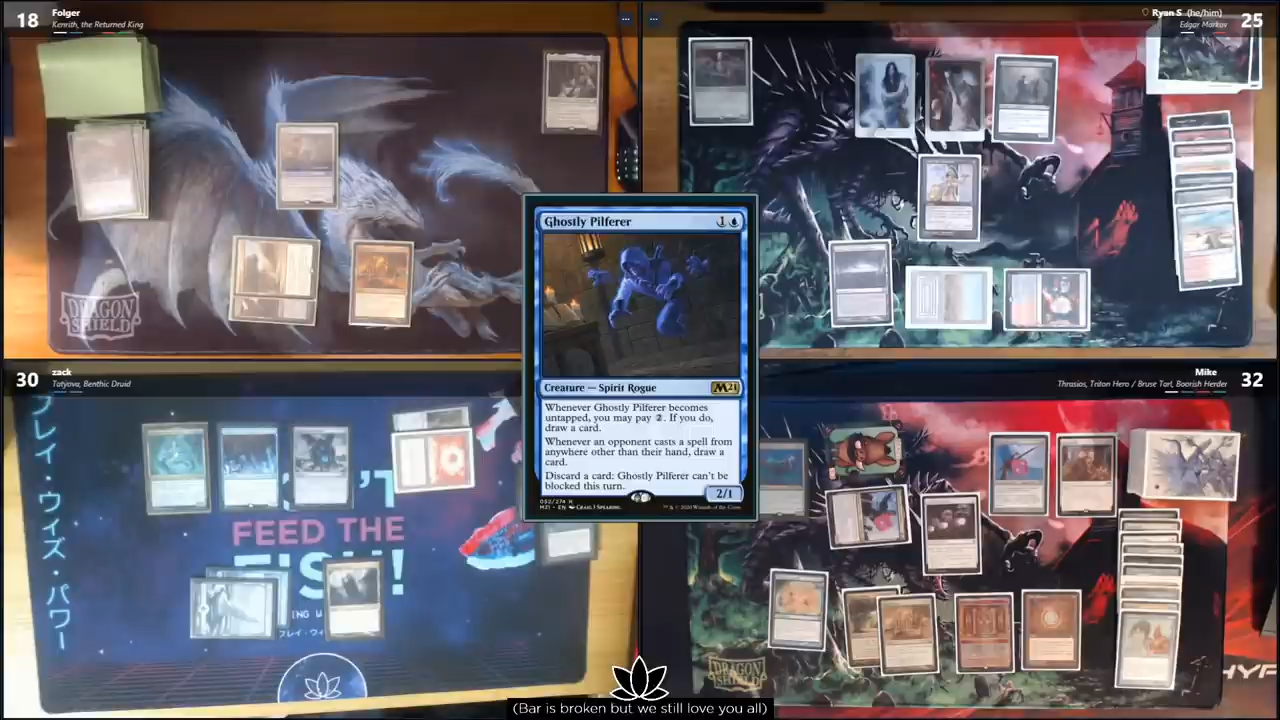 18
Folger
Kenrith, the Returned King
...
...
Ryan S (he/him)
Edgar Markov
25
DRAGON
SHIELD
Ghostly Pilferer 1
Creature — Spirit Rogue
M21
Whenever Ghostly Pilferer becomes
untapped, you may pay 2. If you do,
draw a card.
Whenever an opponent casts a spell from
anywhere other than their hand, draw a
card.
Discard a card: Ghostly Pilferer can't be
blocked this turn.
2/1
30
zack
Tatyova, Benthic Druid
Mike
Thrasios, Triton Hero / Bruse Tarl, Boorish Herder
32
フレイ・ウィズ・パワー
FEED THE
DRAGON
SHIELD
(Bar is broken but we still love you all)